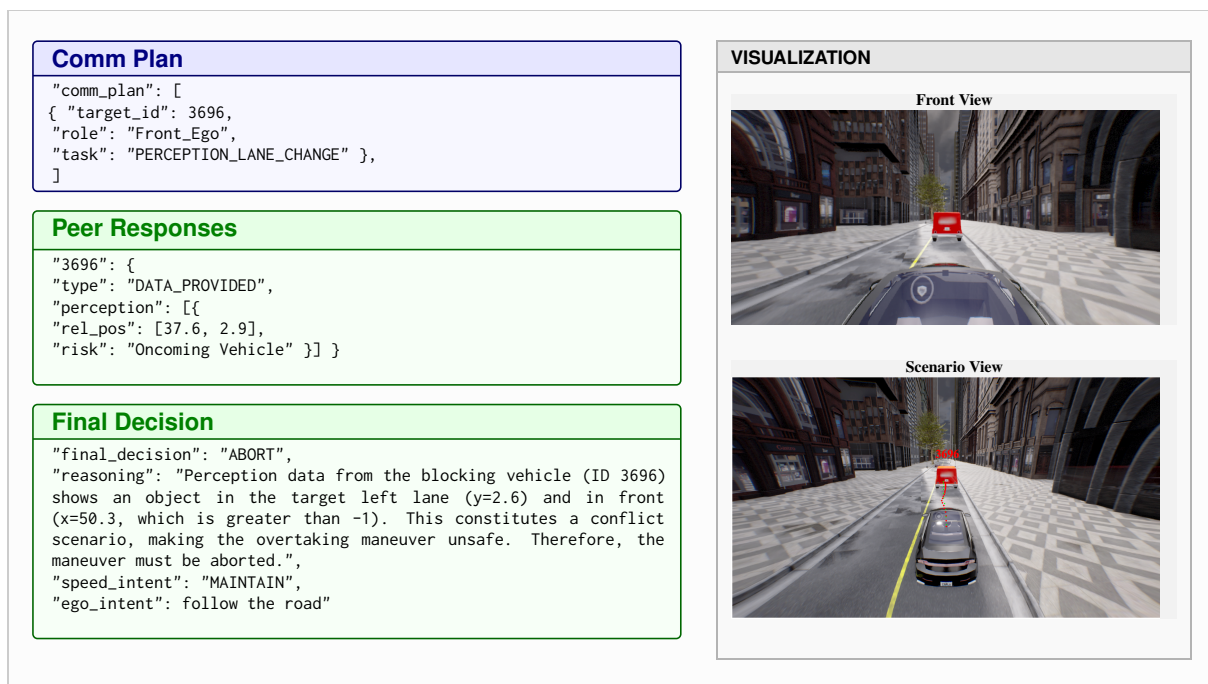 Comm Plan
"comm_plan": [
{ "target_id": 3696,
"role": "Front_Ego",
"task": "PERCEPTION_LANE_CHANGE" },
]
Peer Responses
"3696": {
"type": "DATA_PROVIDED",
"perception": [{
"rel_pos": [37.6, 2.9],
"risk": "Oncoming Vehicle" }] }
Final Decision
"final_decision": "ABORT",
"reasoning": "Perception data from the blocking vehicle (ID 3696)
shows an object in the target left lane (y=2.6) and in front
(x=50.3, which is greater than -1). This constitutes a conflict
scenario, making the overtaking maneuver unsafe. Therefore, the
maneuver must be aborted.",
"speed_intent": "MAINTAIN",
"ego_intent": follow the road"
VISUALIZATION
Front View
Scenario View
3696